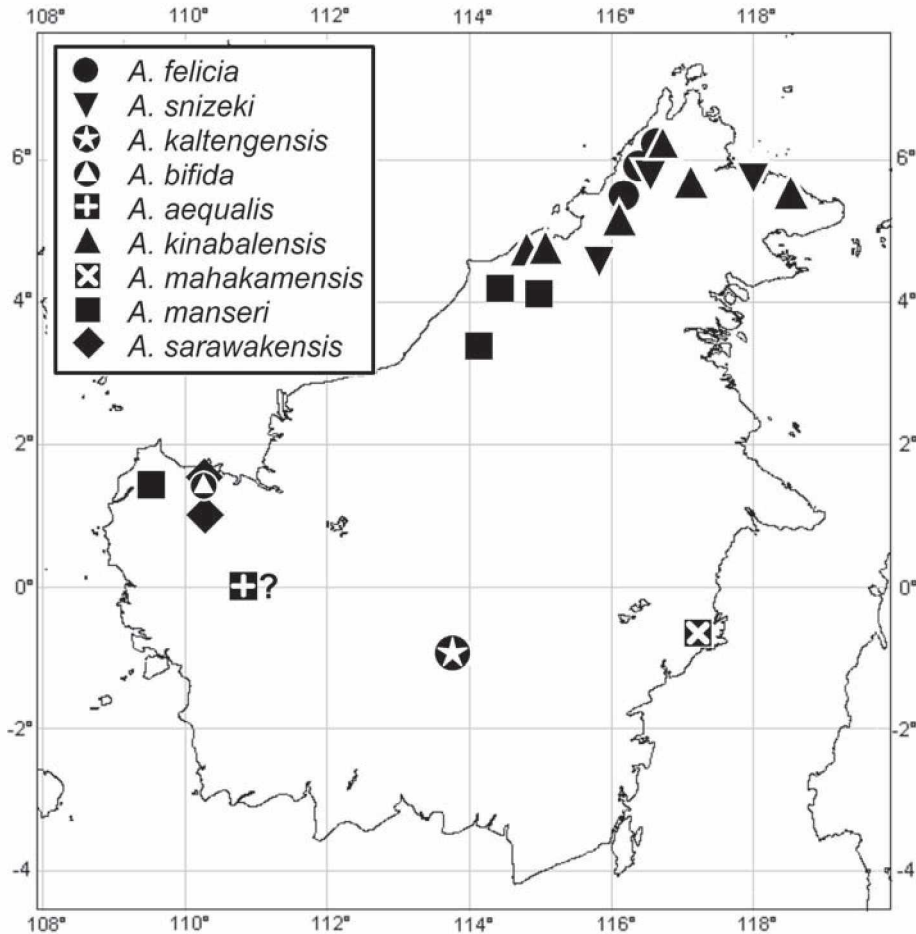 108° 110° 112° 114° 116° 118°
A. felicia
A. snizeki
A. kaltengensis
A. bifida
A. aequalis
A. kinabalensis
A. mahakamensis
A. manseri
A. sarawakensis
6° 6°
4° 4°
2° 2°
?
0° 0°
-2° -2°
-4 -4
108° 110° 112° 114° 116° 118°